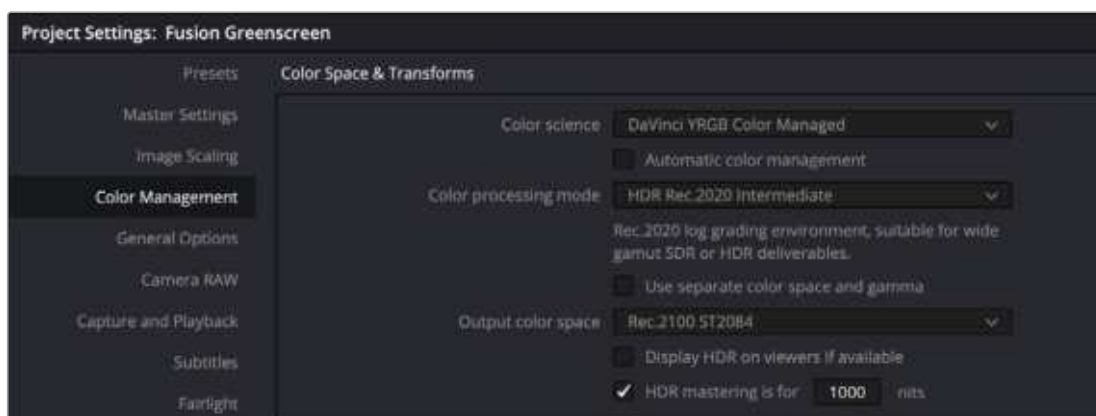 Project Settings: Fusion Greenscreen
Presets
Master Settings
Image Scaling
Color Management
General Options
Camera RAW
Capture and Playback
Subtitles
Fairlight
Color Space & Transforms
Color science DaVinci YRGB Color Managed
Automatic color management
Color processing mode HDR Rec.2020 Intermediate
Rec.2020 log grading environment, suitable for wide
gamut SDR or HDR deliverables.
Use separate color space and gamma
Output color space Rec.2100 ST2084
Display HDR on viewers if available
HDR mastering is for 1000 nits